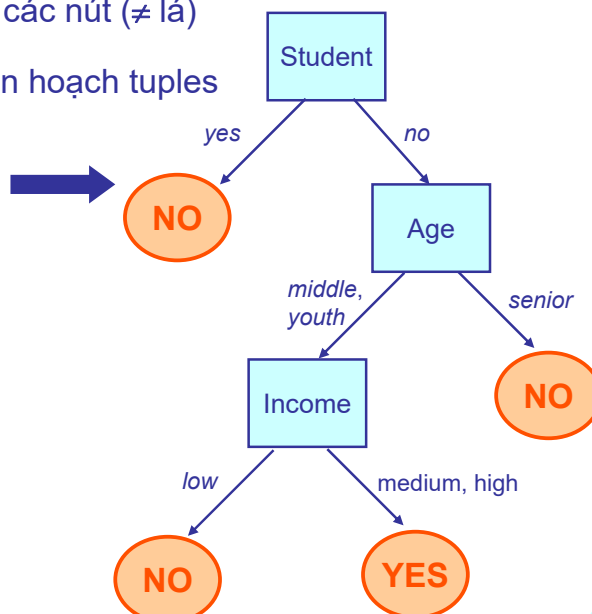 các nút (≠ lá)
n hoạch tuples
Student
yes
no
NO
Age
middle,
youth
senior
Income
NO
low
medium, high
NO
YES